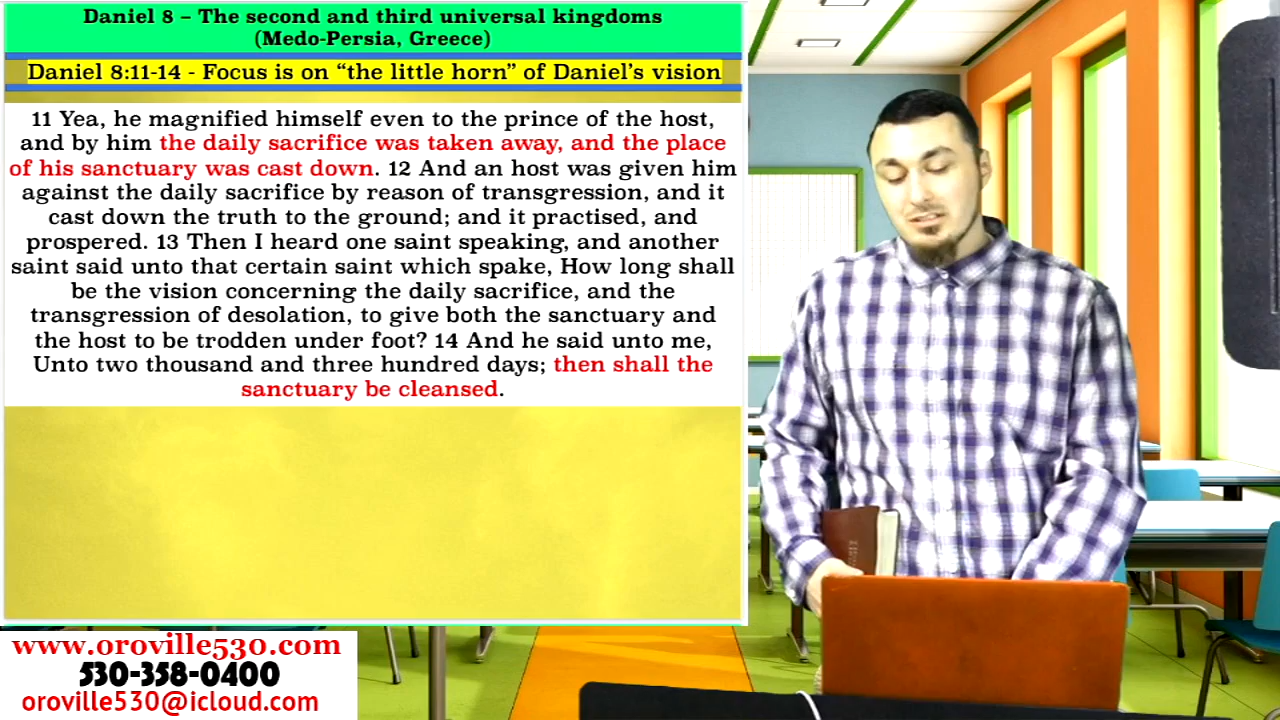 Daniel 8 – The second and third universal kingdoms
(Medo-Persia, Greece)
Daniel 8:11-14 - Focus is on “the little horn” of Daniel’s vision
11 Yea, he magnified himself even to the prince of the host,
and by him the daily sacrifice was taken away, and the place
of his sanctuary was cast down. 12 And an host was given him
against the daily sacrifice by reason of transgression, and it
cast down the truth to the ground; and it practised, and
prospered. 13 Then I heard one saint speaking, and another
saint said unto that certain saint which spake, How long shall
be the vision concerning the daily sacrifice, and the
transgression of desolation, to give both the sanctuary and
the host to be trodden under foot? 14 And he said unto me,
Unto two thousand and three hundred days; then shall the
sanctuary be cleansed.
www.oroville530.com
530-358-0400
oroville530@icloud.com